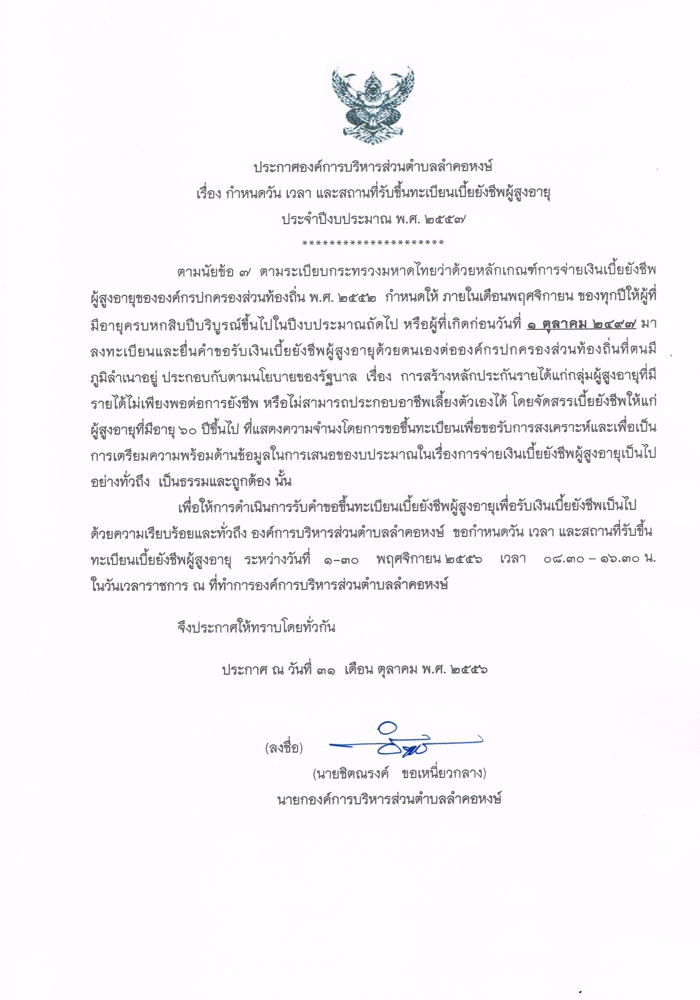 ประกาศองค์การบริหารส่วนตำบลลำคอหงษ์
เรื่อง กำหนดวัน เวลา และสถานที่รับขึ้นทะเบียนเบี้ยยังชีพผู้สูงอายุ
ประจำปีงบประมาณ พ.ศ. ๒๕๕๗
*********************
ตามนัยข้อ ๗ ตามระเบียบกระทรวงมหาดไทยว่าด้วยหลักเกณฑ์การจ่ายเงินเบี้ยยังชีพ
ผู้สูงอายุขององค์กรปกครองส่วนท้องถิ่น พ.ศ. ๒๕๕๒ กำหนดให้ ภายในเดือนพฤศจิกายน ของทุกปีให้ผู้ที่
มีอายุครบหกสิบปีบริบูรณ์ขึ้นไปในปีงบประมาณถัดไป หรือผู้ที่เกิดก่อนวันที่ ๑ ตุลาคม ๒๔๙๗ มา
ลงทะเบียนและยื่นคำขอรับเงินเบี้ยยังชีพผู้สูงอายุด้วยตนเองต่อองค์กรปกครองส่วนท้องถิ่นที่ตนมี
ภูมิลำเนาอยู่ ประกอบกับตามนโยบายของรัฐบาล เรื่อง การสร้างหลักประกันรายได้แก่กลุ่มผู้สูงอายุที่มี
รายได้ไม่เพียงพอต่อการยังชีพ หรือไม่สามารถประกอบอาชีพเลี้ยงตัวเองได้ โดยจัดสรรเบี้ยยังชีพให้แก่
ผู้สูงอายุที่มีอายุ ๖๐ ปีขึ้นไป ที่แสดงความจำนงโดยการขอขึ้นทะเบียนเพื่อขอรับการสงเคราะห์และเพื่อเป็น
การเตรียมความพร้อมด้านข้อมูลในการเสนอของบประมาณในเรื่องการจ่ายเงินเบี้ยยังชีพผู้สูงอายุเป็นไป
อย่างทั่วถึง เป็นธรรมและถูกต้อง นั้น
เพื่อให้การดำเนินการรับคำขอขึ้นทะเบียนเบี้ยยังชีพผู้สูงอายุเพื่อรับเงินเบี้ยยังชีพเป็นไป
ด้วยความเรียบร้อยและทั่วถึง องค์การบริหารส่วนตำบลลำคอหงษ์ ขอกำหนดวัน เวลา และสถานที่รับขึ้น
ทะเบียนเบี้ยยังชีพผู้สูงอายุ ระหว่างวันที่ ๑-๓๐ พฤศจิกายน ๒๕๕๖ เวลา ๐๘.๓๐ – ๑๖.๓๐ น.
ในวันเวลาราชการ ณ ที่ทำการองค์การบริหารส่วนตำบลลำคอหงษ์
จึงประกาศให้ทราบโดยทั่วกัน
ประกาศ ณ วันที่ ๓๑ เดือน ตุลาคม พ.ศ. ๒๕๕๖
(ลงชื่อ)
(นายชิตณรงค์ ขอเหนี่ยวกลาง)
นายกองค์การบริหารส่วนตำบลลำคอหงษ์